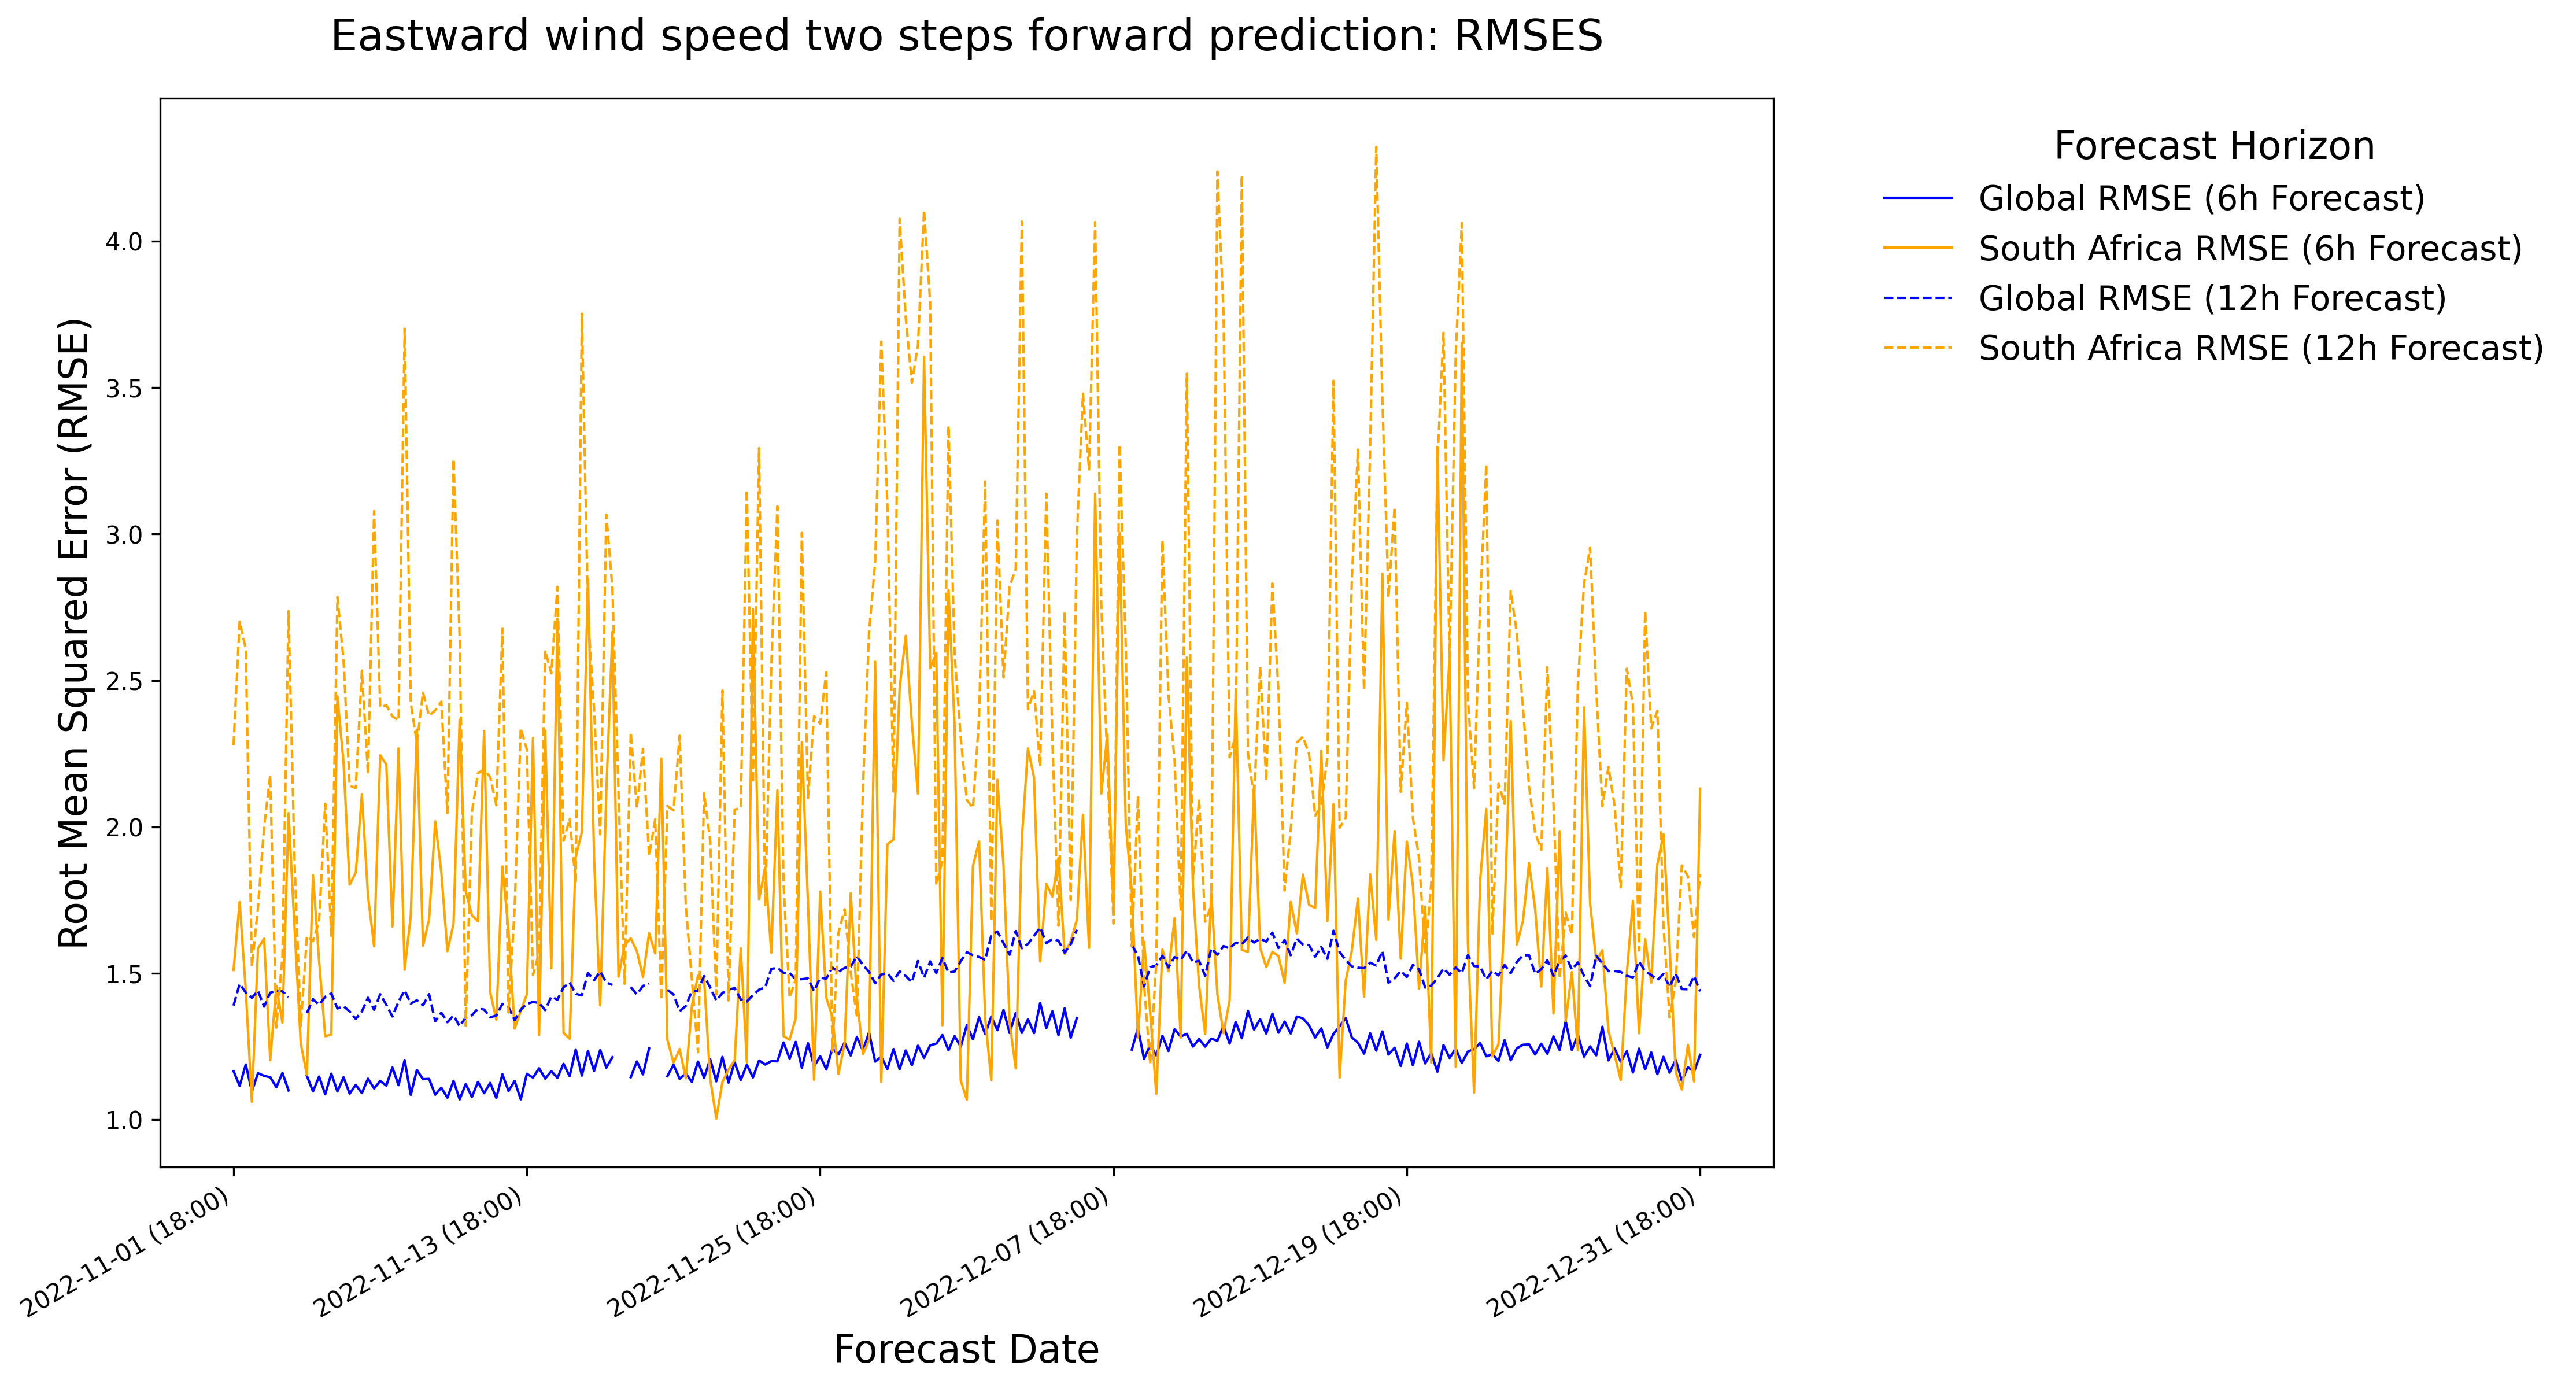 Eastward wind speed two steps forward prediction: RMSES
Root Mean Squared Error (RMSE)
4.0
3.5
3.0
2.5
2.0
1.5
1.0
2022-11-01 (18:00)
2022-11-13 (18:00)
2022-11-25 (18:00)
2022-12-07 (18:00)
2022-12-19 (18:00)
2022-12-31 (18:00)
Forecast Date
Forecast Horizon
Global RMSE (6h Forecast)
South Africa RMSE (6h Forecast)
Global RMSE (12h Forecast)
South Africa RMSE (12h Forecast)